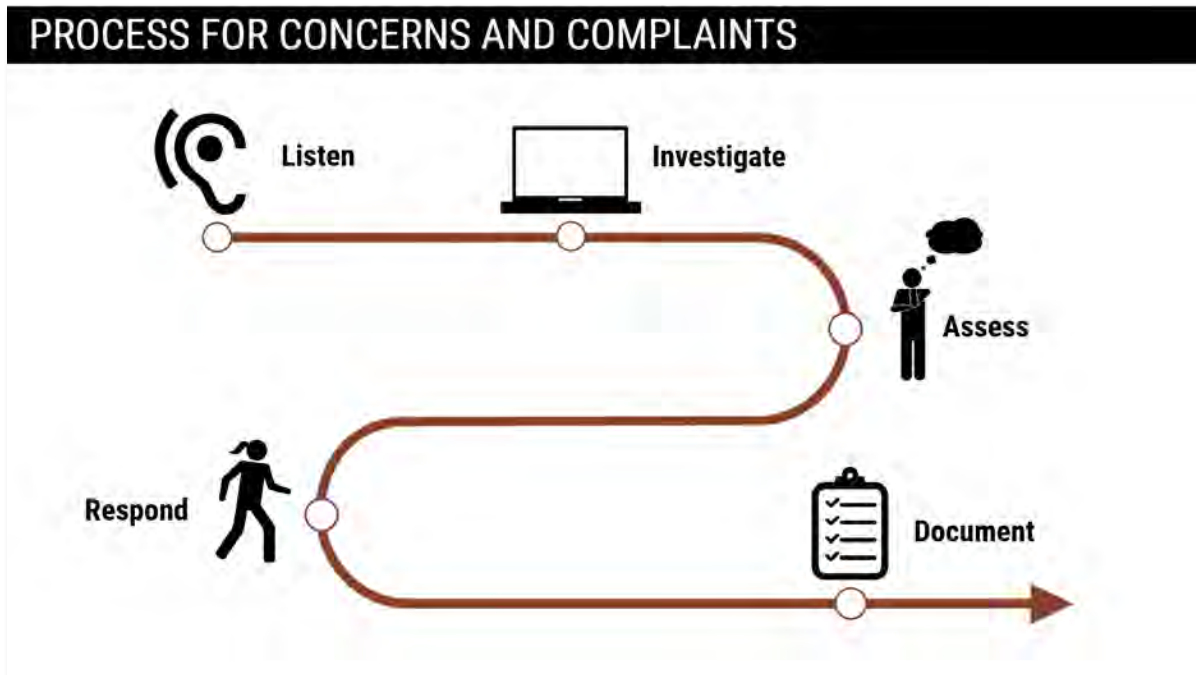 PROCESS FOR CONCERNS AND COMPLAINTS
Listen
Investigate
Assess
Respond
Document